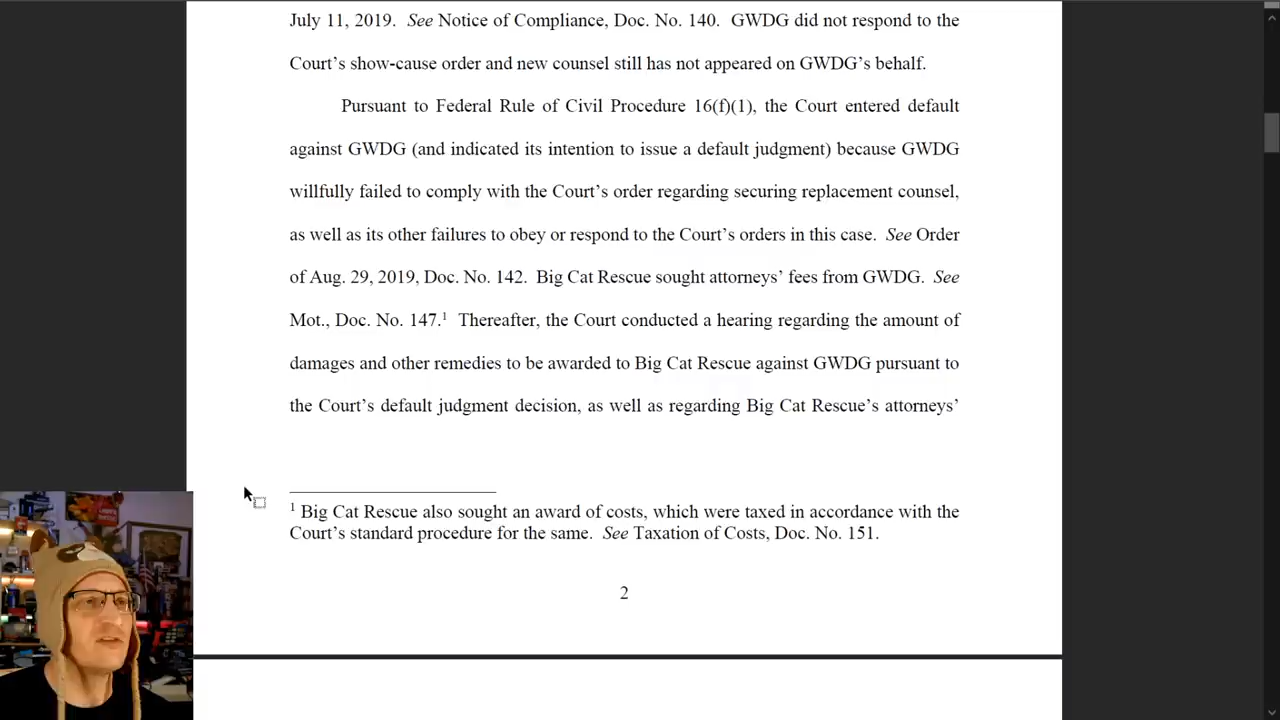 July 11, 2019. See Notice of Compliance, Doc. No. 140. GWDG did not respond to the
Court’s show-cause order and new counsel still has not appeared on GWDG’s behalf.
Pursuant to Federal Rule of Civil Procedure 16(f)(1), the Court entered default
against GWDG (and indicated its intention to issue a default judgment) because GWDG
willfully failed to comply with the Court’s order regarding securing replacement counsel,
as well as its other failures to obey or respond to the Court’s orders in this case. See Order
of Aug. 29, 2019, Doc. No. 142. Big Cat Rescue sought attorneys’ fees from GWDG. See
Mot., Doc. No. 147.1 Thereafter, the Court conducted a hearing regarding the amount of
damages and other remedies to be awarded to Big Cat Rescue against GWDG pursuant to
the Court’s default judgment decision, as well as regarding Big Cat Rescue’s attorneys’
1 Big Cat Rescue also sought an award of costs, which were taxed in accordance with the
Court’s standard procedure for the same. See Taxation of Costs, Doc. No. 151.
2